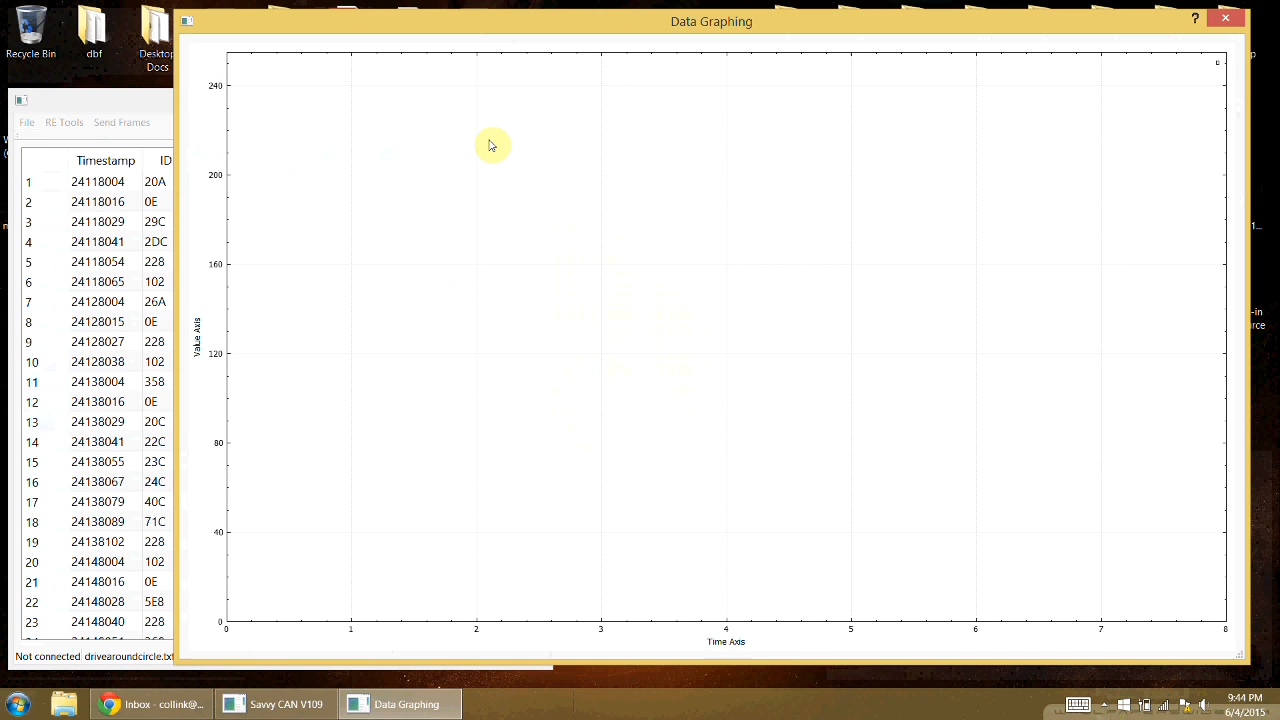 Data Graphing
?
Recycle Bin
dbf
Desktop
Docs
File RE Tools Send Frames
Timestamp ID
1 24118004 20A
2 24118016 0E
3 24118029 29C
4 24118041 2DC
5 24118054 228
6 24118065 102
7 24128004 26A
8 24128015 0E
9 24128027 228
10 24128038 102
11 24138004 358
12 24138016 0E
13 24138029 20C
14 24138041 22C
15 24138055 23C
16 24138067 24C
17 24138079 40C
18 24138089 71C
19 24138102 228
20 24148004 102
21 24148016 0E
22 24148028 5E8
23 24148040 228
Not connected drivearoundcircle.txt
240
200
160
120
80
40
0
Value Axis
0 1 2 3 4 5 6 7 8
Time Axis
Inbox - collink@...
Savvy CAN V109
Data Graphing
9:44 PM
6/4/2015